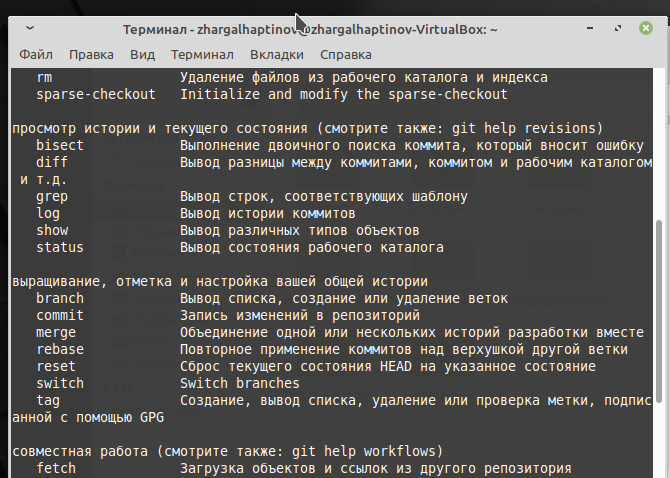 Терминал - zhargalhaptinov@zhargalhaptinov-VirtualBox: ~
Файл Правка Вид Терминал Вкладки Справка
rm Удаление файлов из рабочего каталога и индекса
sparse-checkout Initialize and modify the sparse-checkout
просмотр истории и текущего состояния (смотрите также: git help revisions)
bisect Выполнение двоичного поиска коммита, который вносит ошибку
diff Вывод разницы между коммитами, коммитом и рабочим каталогом
и т.д.
grep Вывод строк, соответствующих шаблону
log Вывод истории коммитов
show Вывод различных типов объектов
status Вывод состояния рабочего каталога
выращивание, отметка и настройка вашей общей истории
branch Вывод списка, создание или удаление веток
commit Запись изменений в репозиторий
merge Объединение одной или нескольких историй разработки вместе
rebase Повторное применение коммитов над верхушкой другой ветки
reset Сброс текущего состояния HEAD на указанное состояние
switch Switch branches
tag Создание, вывод списка, удаление или проверка метки, подпис
анной с помощью GPG
совместная работа (смотрите также: git help workflows)
fetch Загрузка объектов и ссылок из другого репозитория